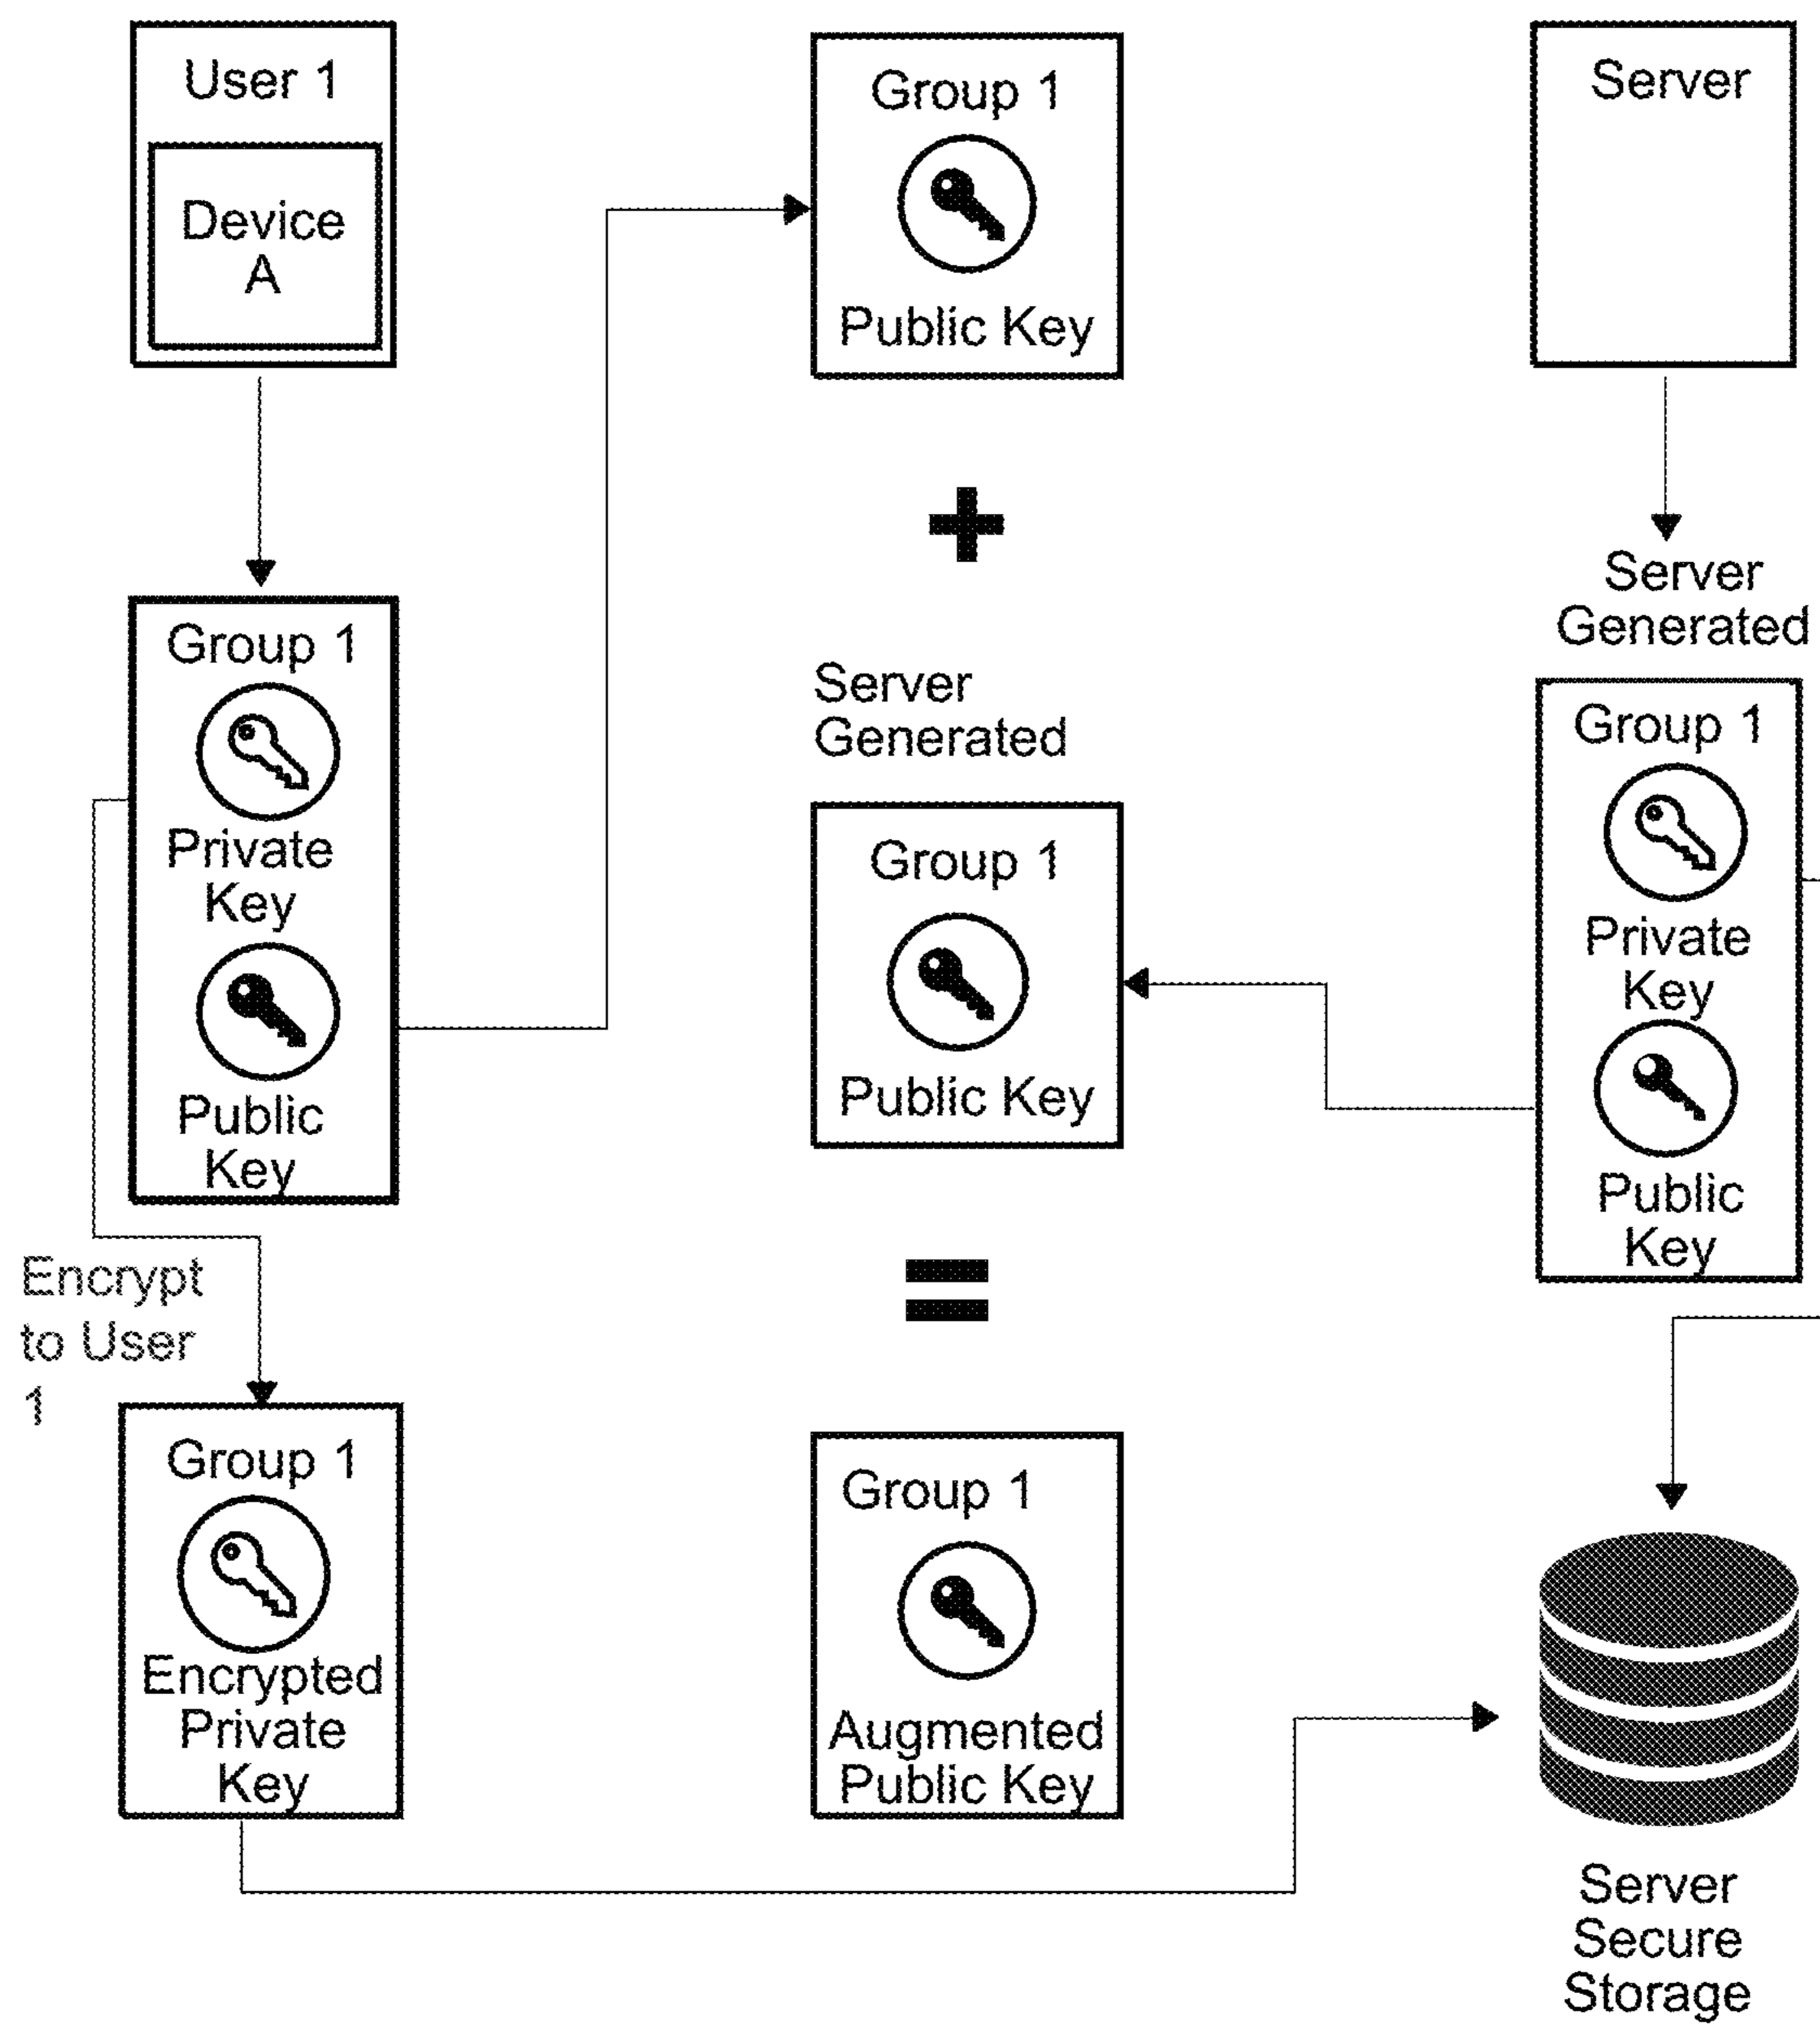 User 1
Device
A
Group 1
Public Key
Server
Server
Generated
Group 1
Private
Key
Public
Key
Server
Generated
Group 1
Public Key
Group 1
Private
Key
Public
Key
Encrypt
to User
1
Group 1
Encrypted
Private
Key
Group 1
Augmented
Public Key
Server
Secure
Storage